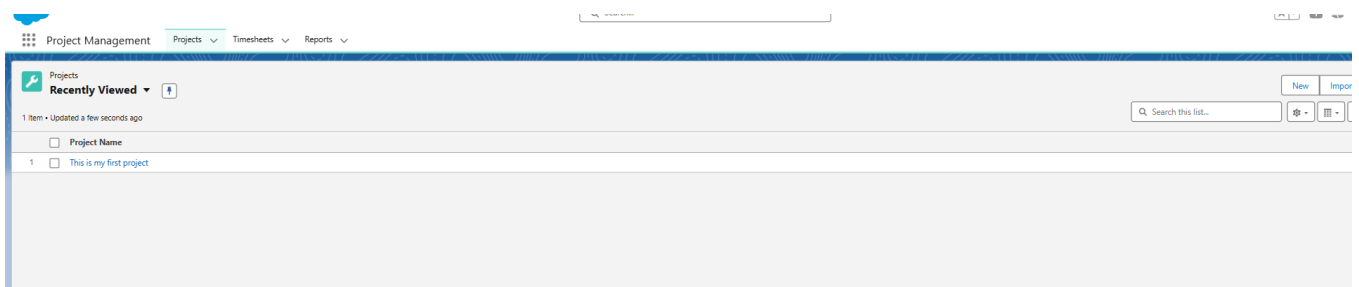 Project Management Projects Timesheets Reports
Projects
Recently Viewed
New
1 item • Updated a few seconds ago
Search this list...
Project Name
1 This is my first project